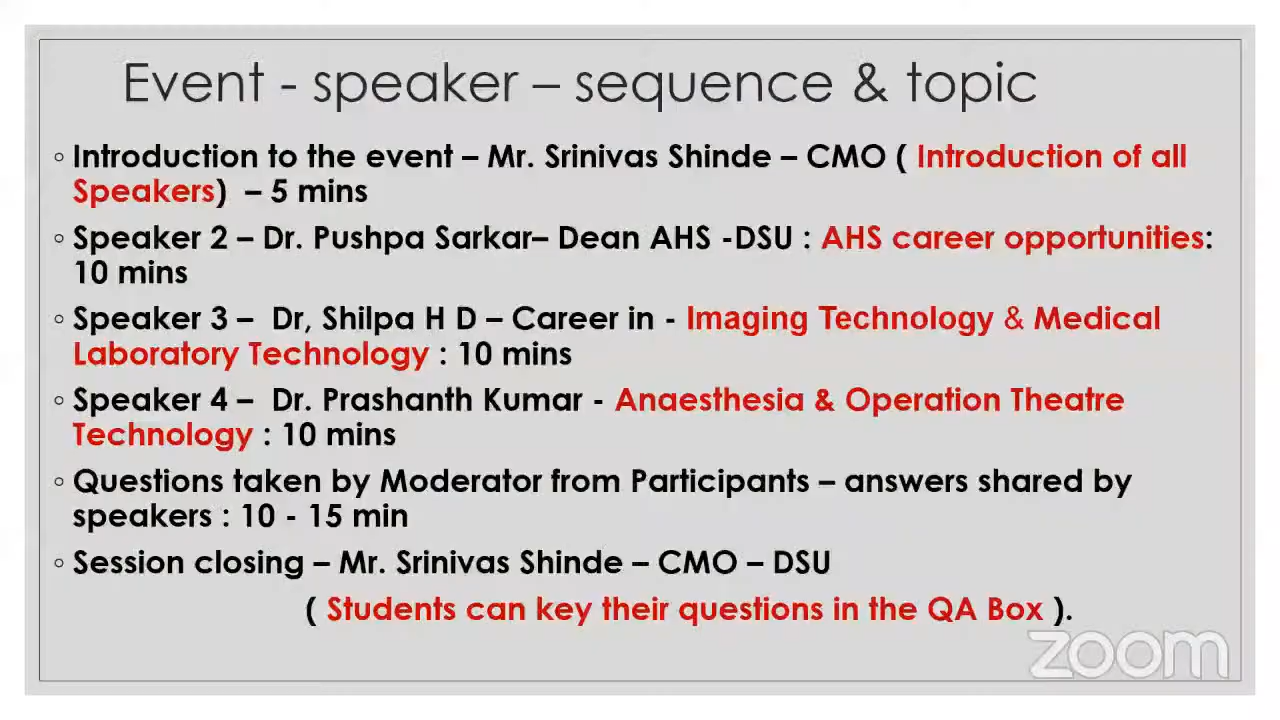 Event - speaker – sequence & topic
◦ Introduction to the event – Mr. Srinivas Shinde – CMO ( Introduction of all
Speakers)  – 5 mins
◦ Speaker 2 – Dr. Pushpa Sarkar– Dean AHS -DSU : AHS career opportunities:
10 mins
◦ Speaker 3 –  Dr, Shilpa H D – Career in - Imaging Technology & Medical
Laboratory Technology : 10 mins
◦ Speaker 4 –  Dr. Prashanth Kumar - Anaesthesia & Operation Theatre
Technology : 10 mins
◦ Questions taken by Moderator from Participants – answers shared by
speakers : 10 - 15 min
◦ Session closing – Mr. Srinivas Shinde – CMO – DSU
( Students can key their questions in the QA Box ).
zoom